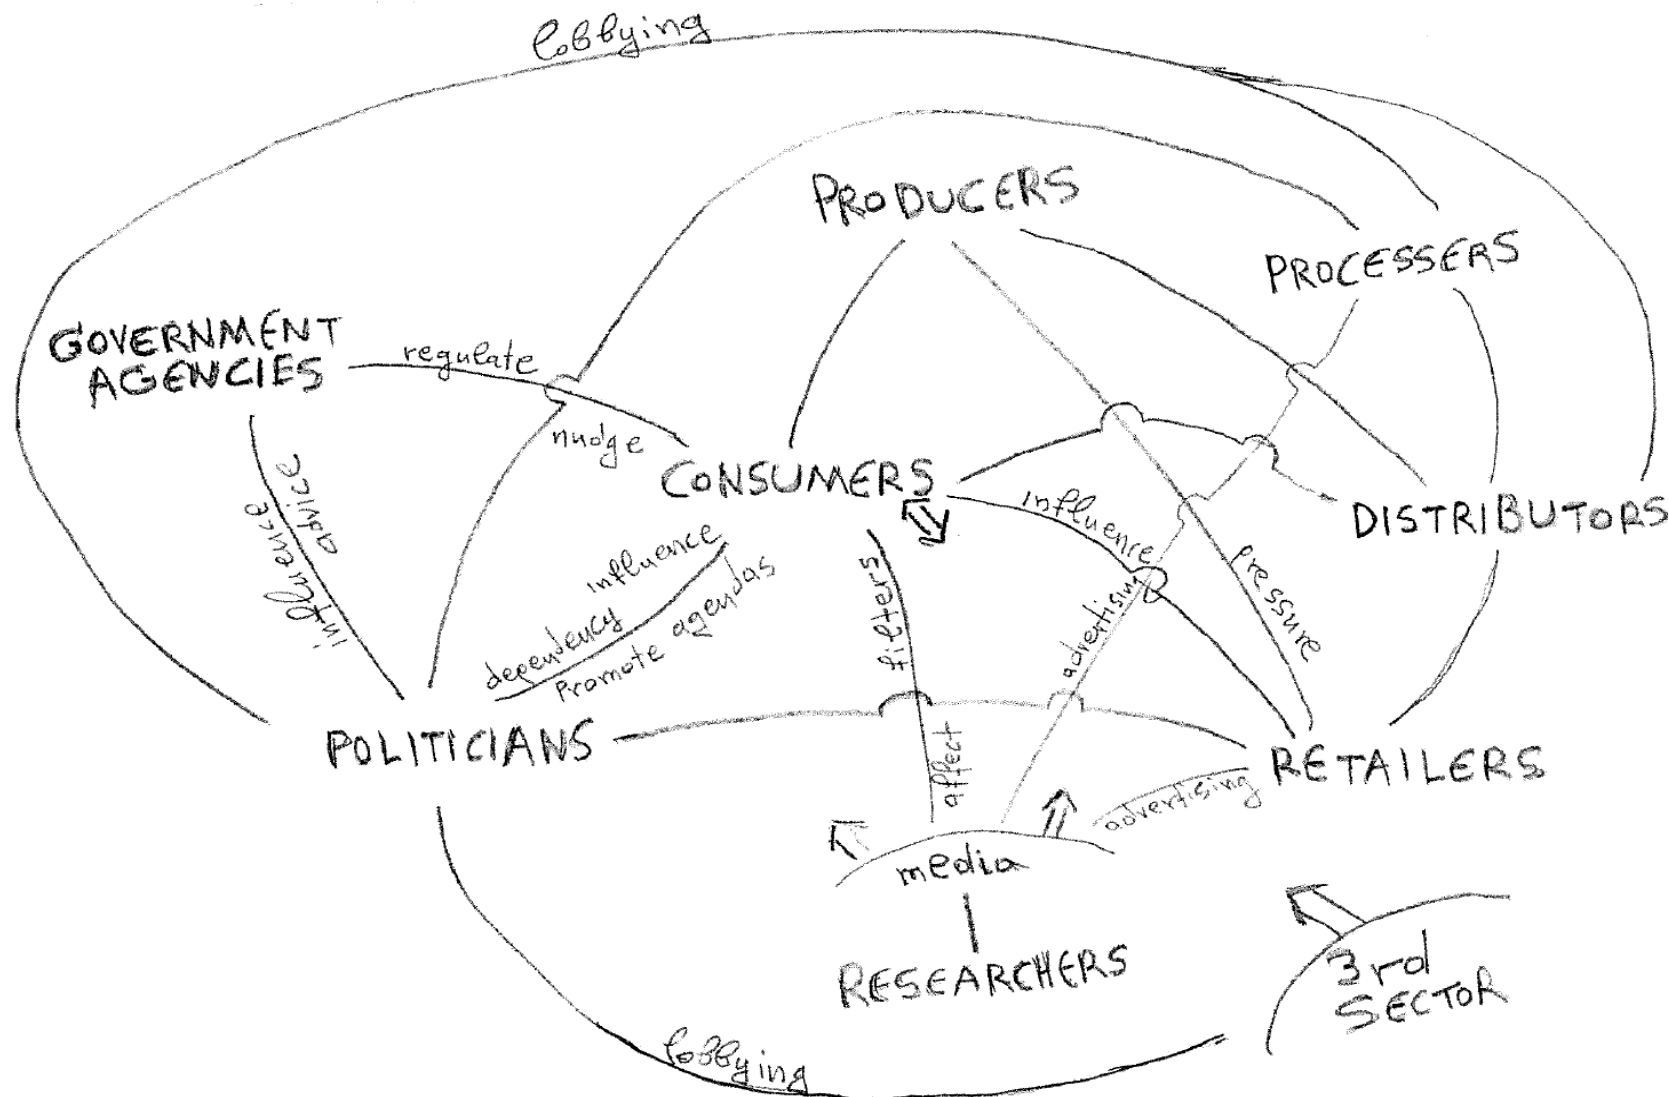 lobbying
PRODUCERS
PROCESSERS
GOVERNMENT
AGENCIES
regulate
nudge
CONSUMERS
influence
DISTRIBUTORS
influence
advice
influence
dependency
Promote agendas
filters
affect
advertising
pressure
POLITICIANS
RETAILERS
advertising
media
RESEARCHERS
3rd
SECTOR
lobbying